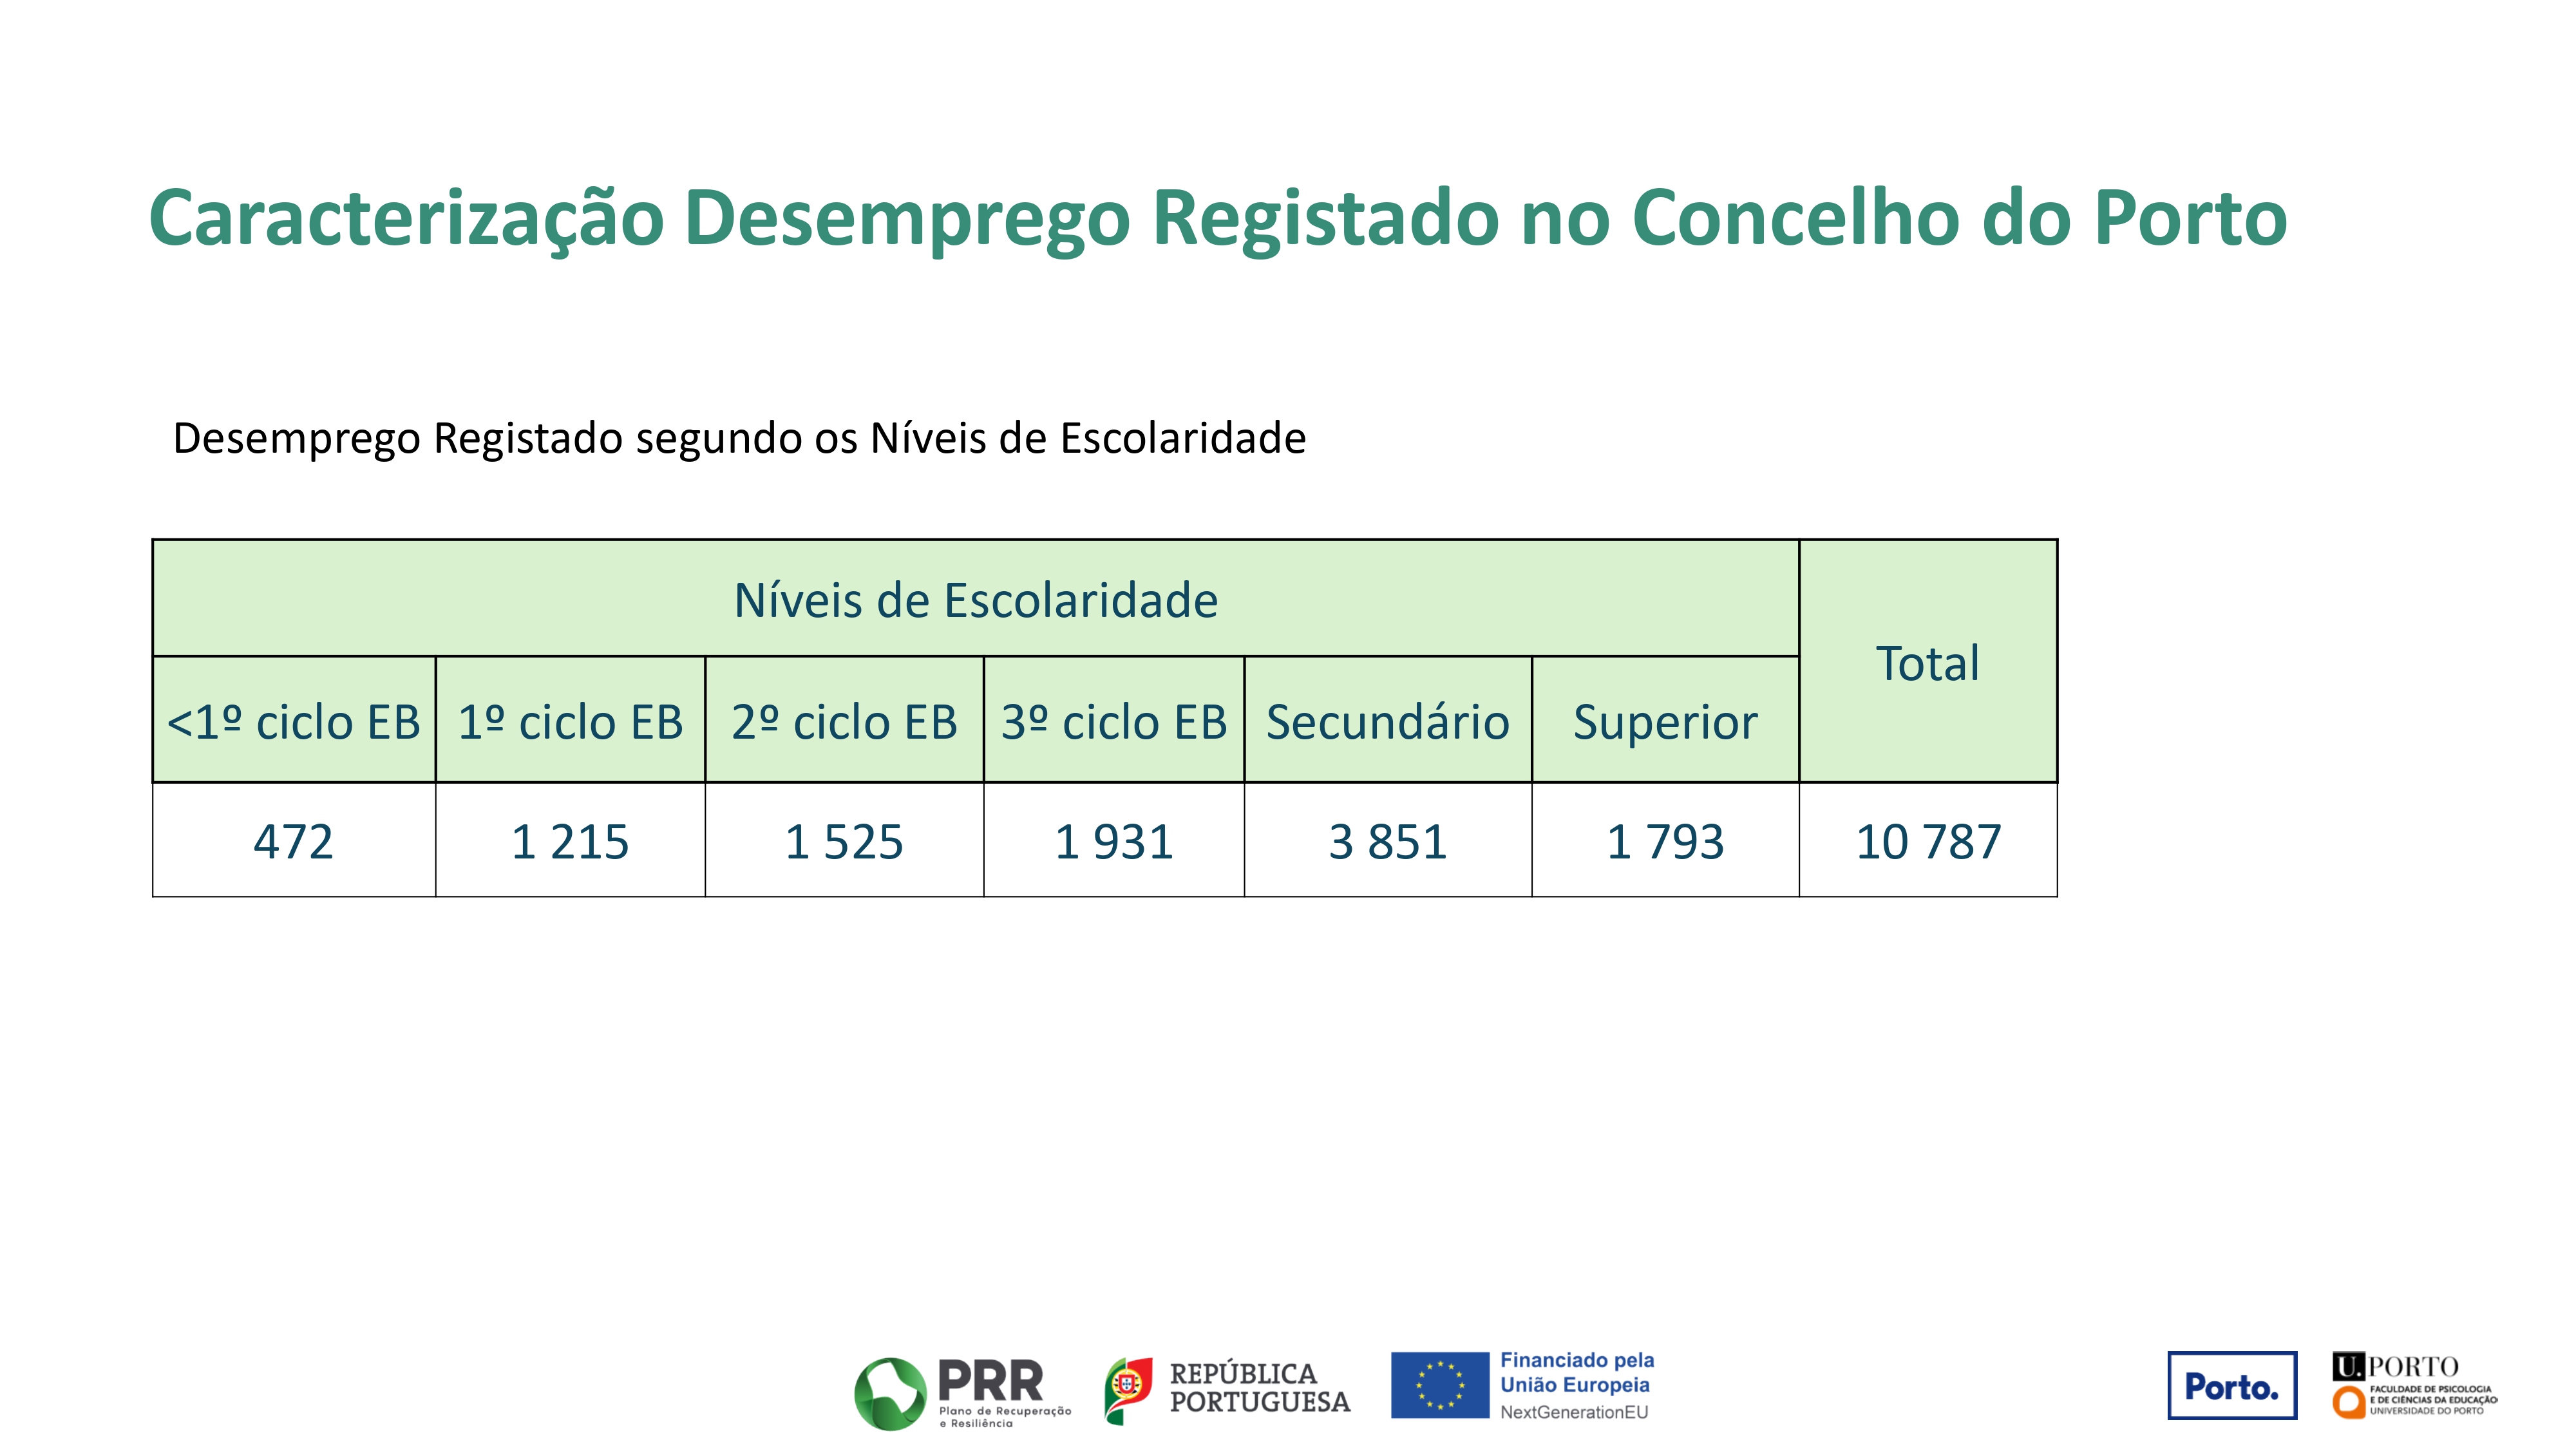 Caracterização Desemprego Registado no Concelho do Porto
Desemprego Registado segundo os Níveis de Escolaridade
Níveis de Escolaridade
Total
<1º ciclo EB
1º ciclo EB
2º ciclo EB
3º ciclo EB
Secundário
Superior
472
1 215
1 525
1 931
3 851
1 793
10 787
PRR
Plano de Recuperação
e Resiliência
REPÚBLICA
PORTUGUESA
Financiado pela
União Europeia
NextGenerationEU
Porto.
U.PORTO
FACULDADE DE PSICOLOGIA
E DE CIÊNCIAS DA EDUCAÇÃO
UNIVERSIDADE DO PORTO